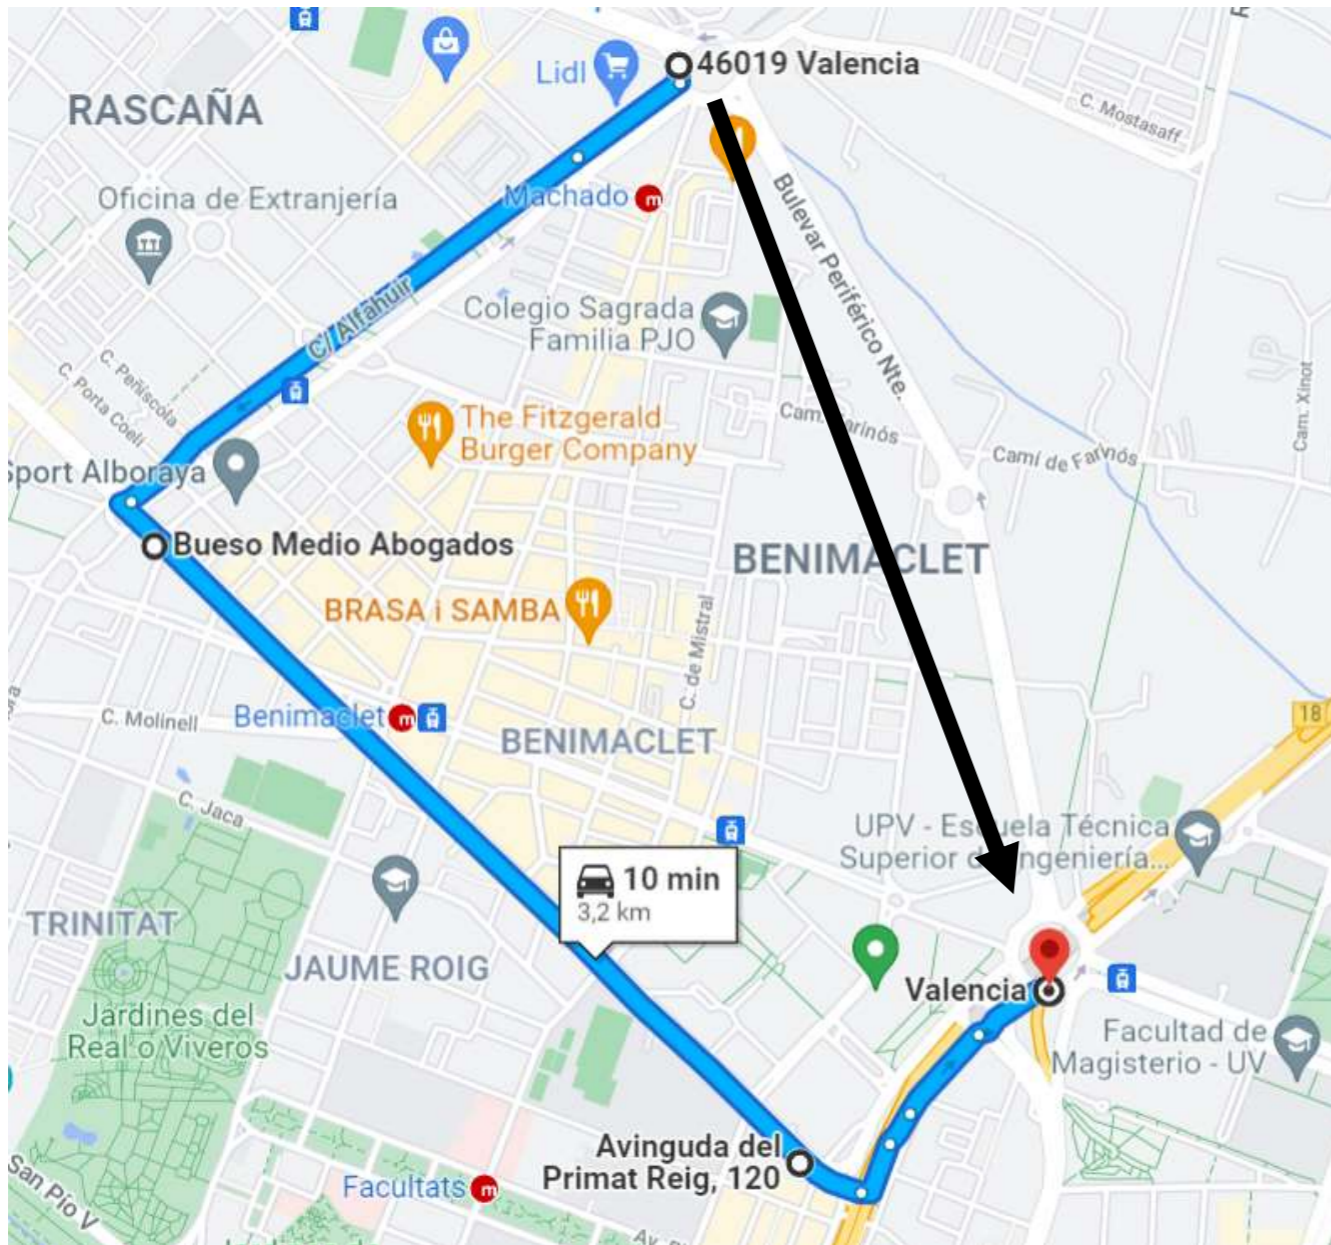 46019 Valencia
Lidl
RASCAÑA
C. Mostasaff
Oficina de Extranjería
Machado
Bulevar Periférico Nte.
Colegio Sagrada
Familia PJO
C/ Alfahuir
C. Peñíscola
C. Porta Coeli
Cam. Xinot
The Fitzgerald
Burger Company
Cam. Farinós
Camí de Farinós
Sport Alboraya
Bueso Medio Abogados
BENIMACLET
BRASA i SAMBA
C. de Mistral
C. Molinell
Benimaclet
BENIMACLET
18
C. Jaca
UPV - Escuela Técnica
Superior de Ingeniería...
10 min
3,2 km
TRINITAT
JAUME ROIG
Valencia
Jardines del
Real o Viveros
Facultad de
Magisterio - UV
Avinguda del
Primat Reig, 120
San Pío V
Facultats